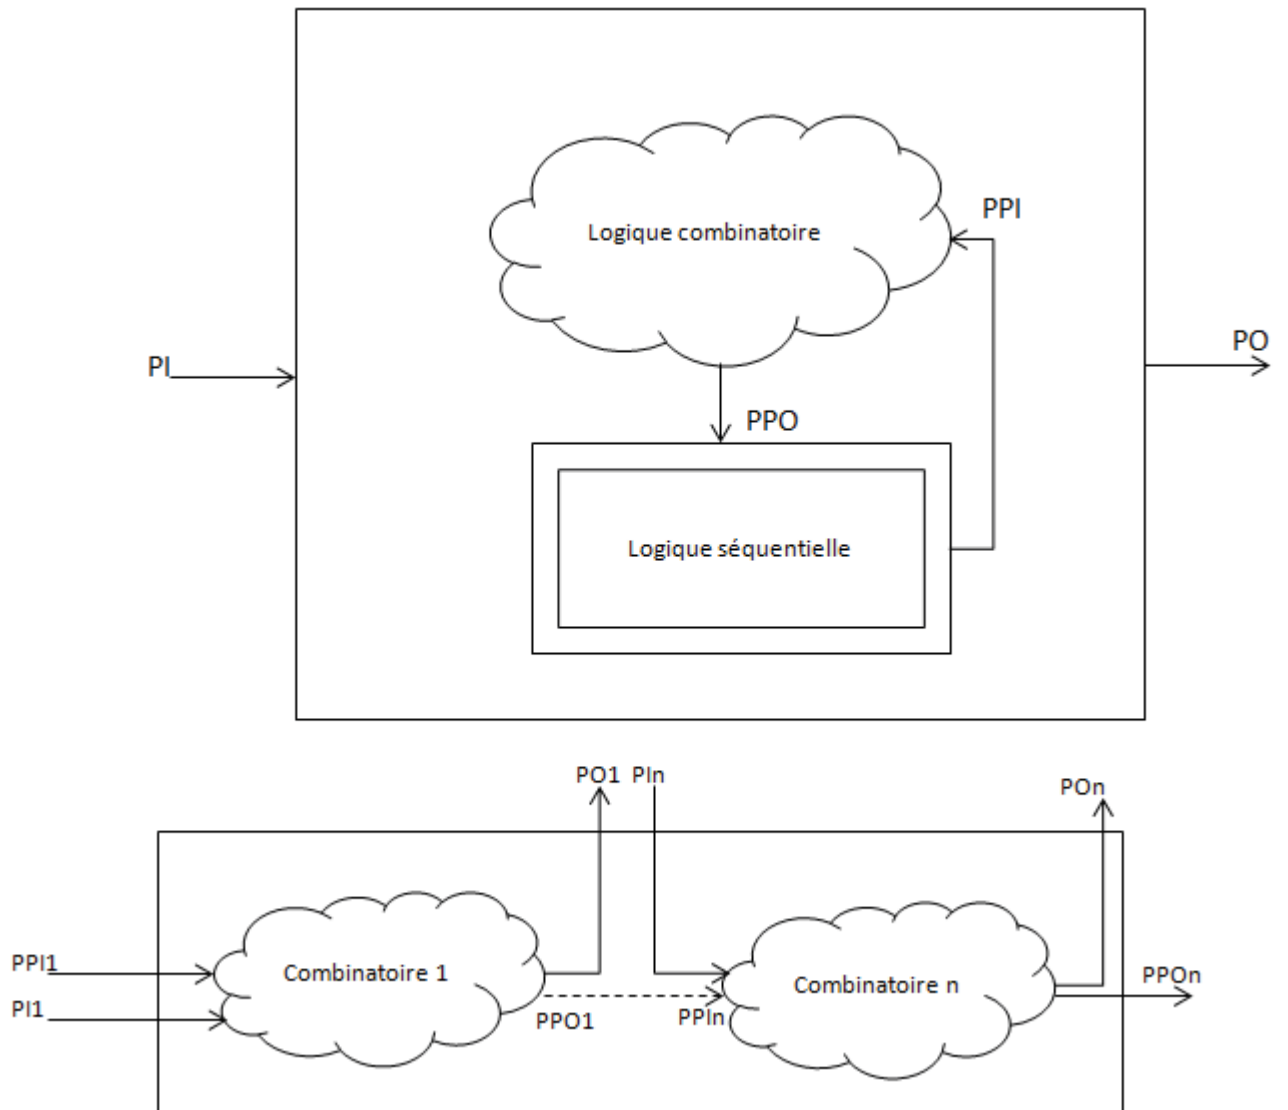 Logique combinatoire
PPI
PI
PO
PPO
Logique séquentielle
PO1
PIn
POn
PPI1
Combinatoire 1
Combinatoire n
PPOn
PI1
PPO1
PPIn